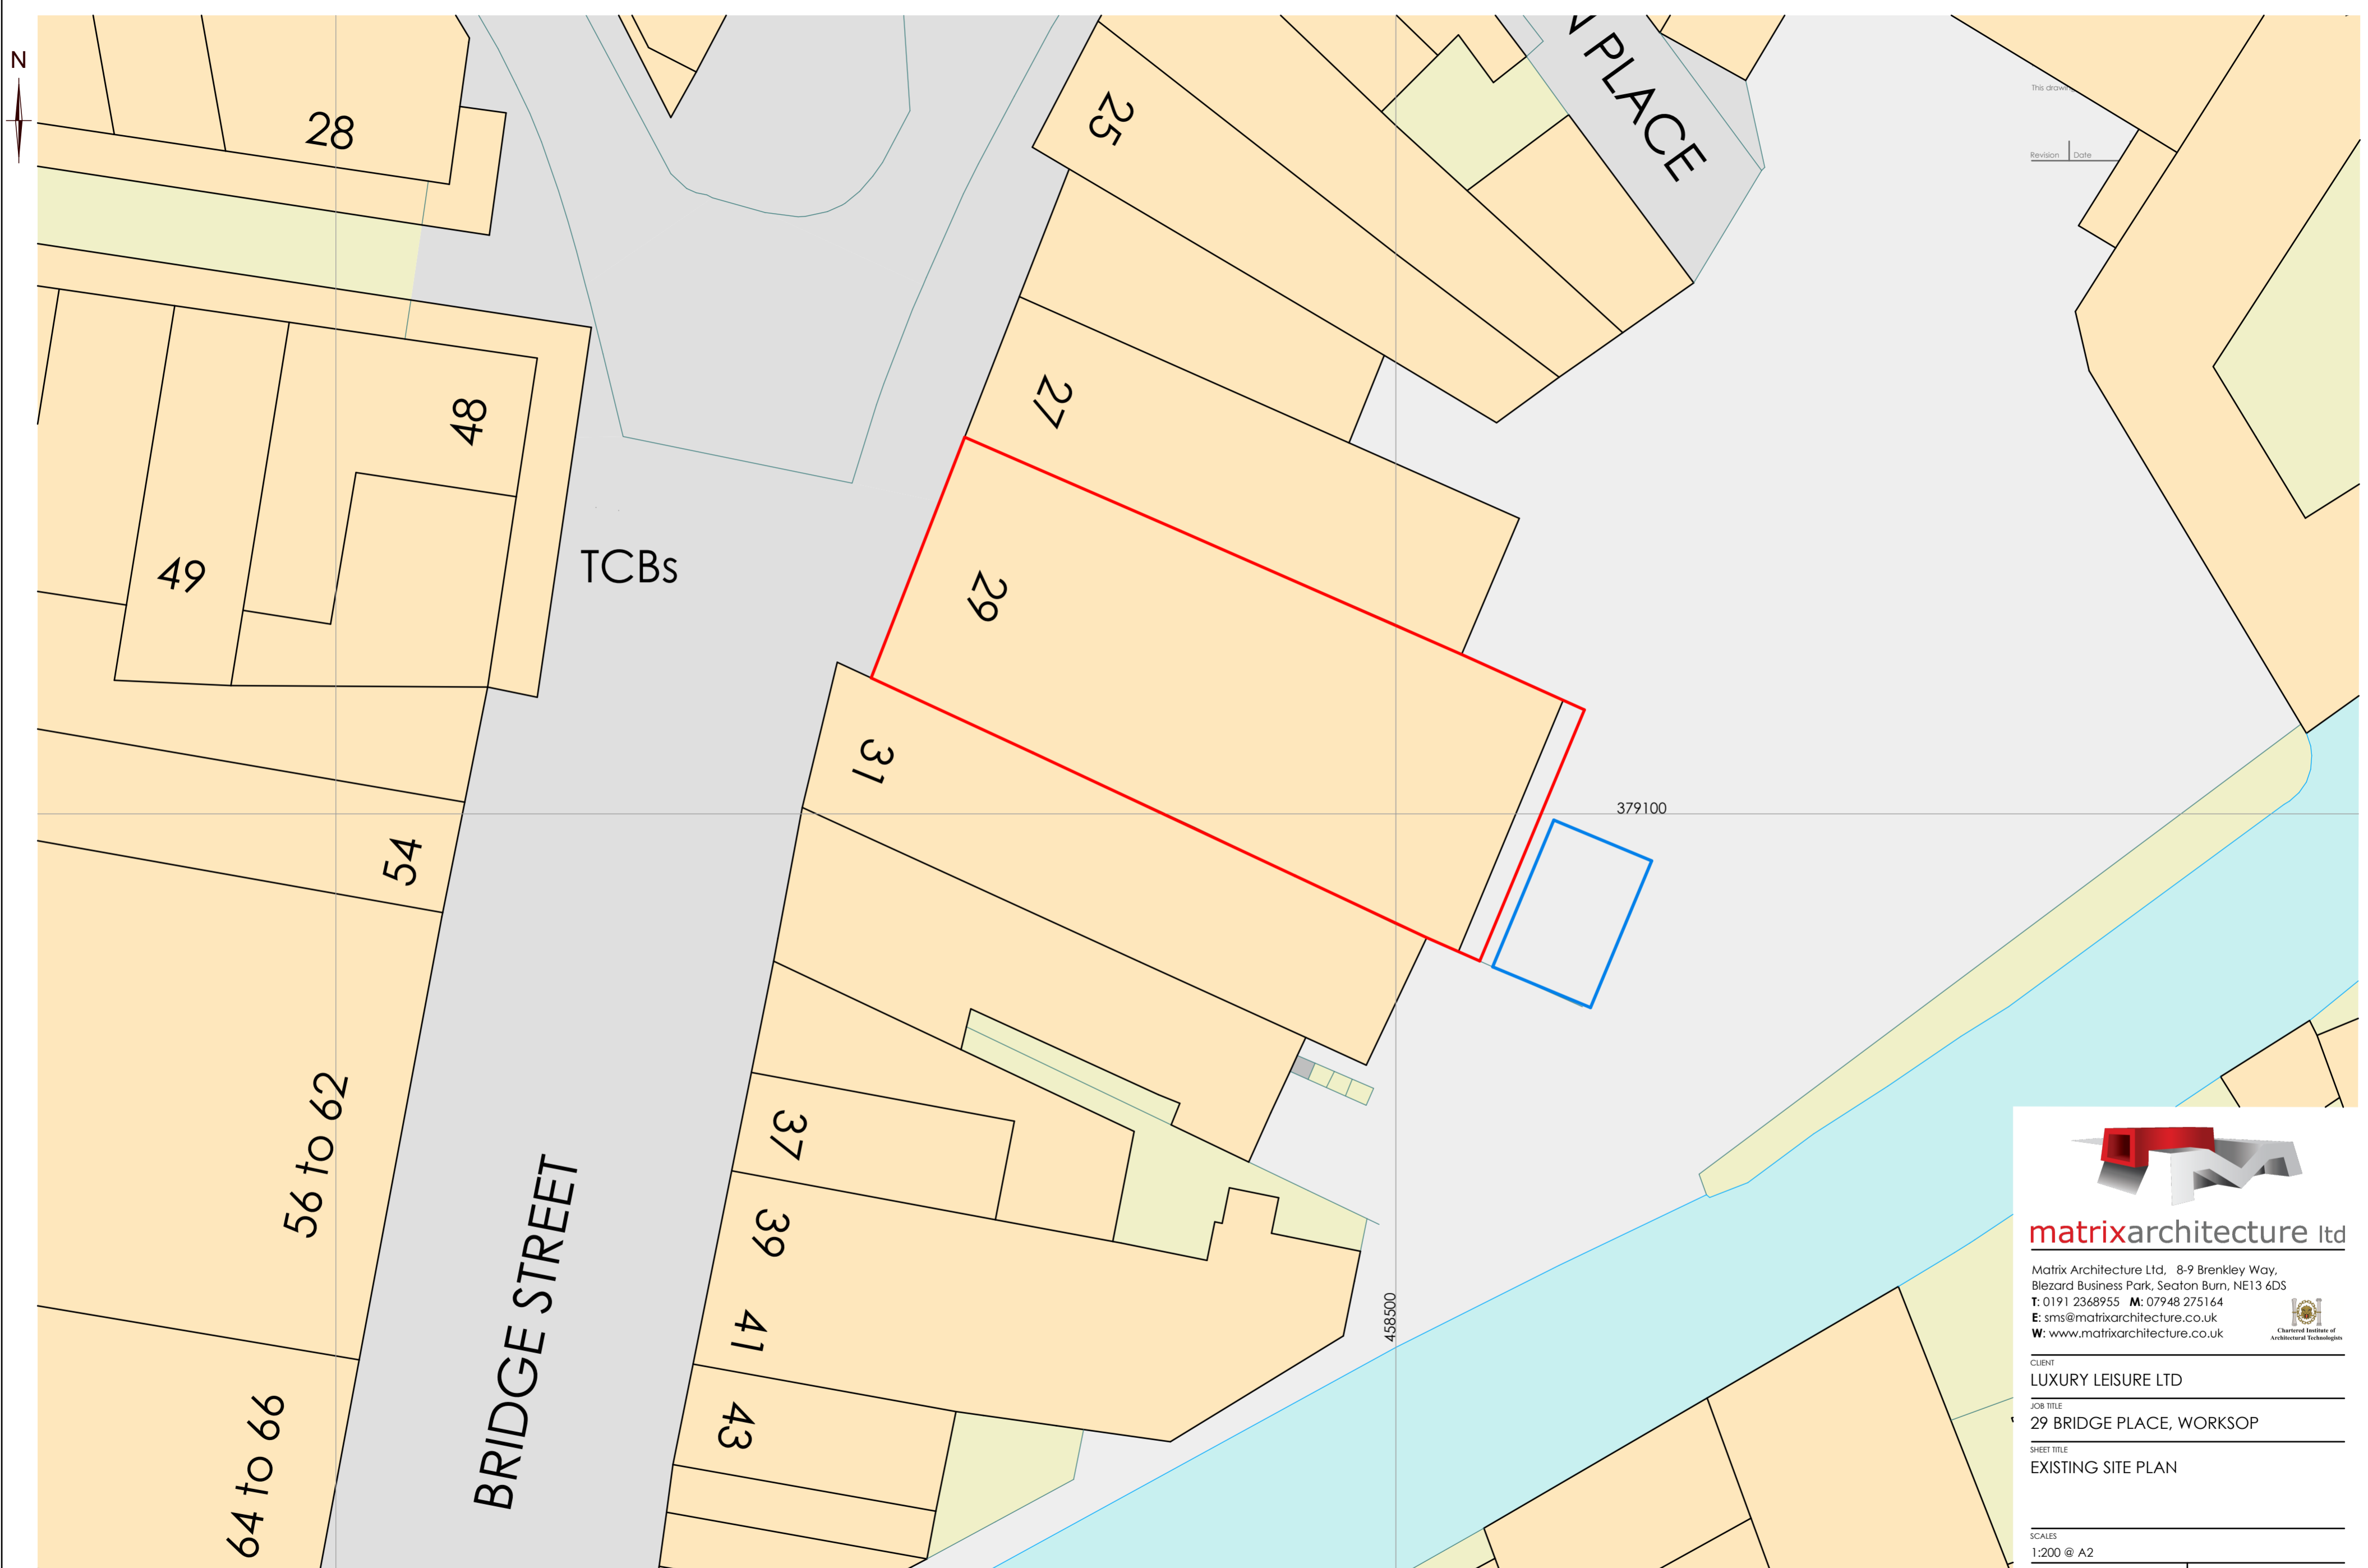 N
28
25
N PLACE
This drawi
Revision
Date
27
48
TCBs
49
29
31
379100
54
56 to 62
37
39
BRIDGE STREET
458500
41
43
64 to 66
matrixarchitecture ltd
Matrix Architecture Ltd, 8-9 Brenkley Way,
Blezard Business Park, Seaton Burn, NE13 6DS
T: 0191 2368955 M: 07948 275164
E: sms@matrixarchitecture.co.uk
W: www.matrixarchitecture.co.uk
Chartered Institute of
Architectural Technologists
CLIENT
LUXURY LEISURE LTD
JOB TITLE
29 BRIDGE PLACE, WORKSOP
SHEET TITLE
EXISTING SITE PLAN
SCALES
1:200 @ A2